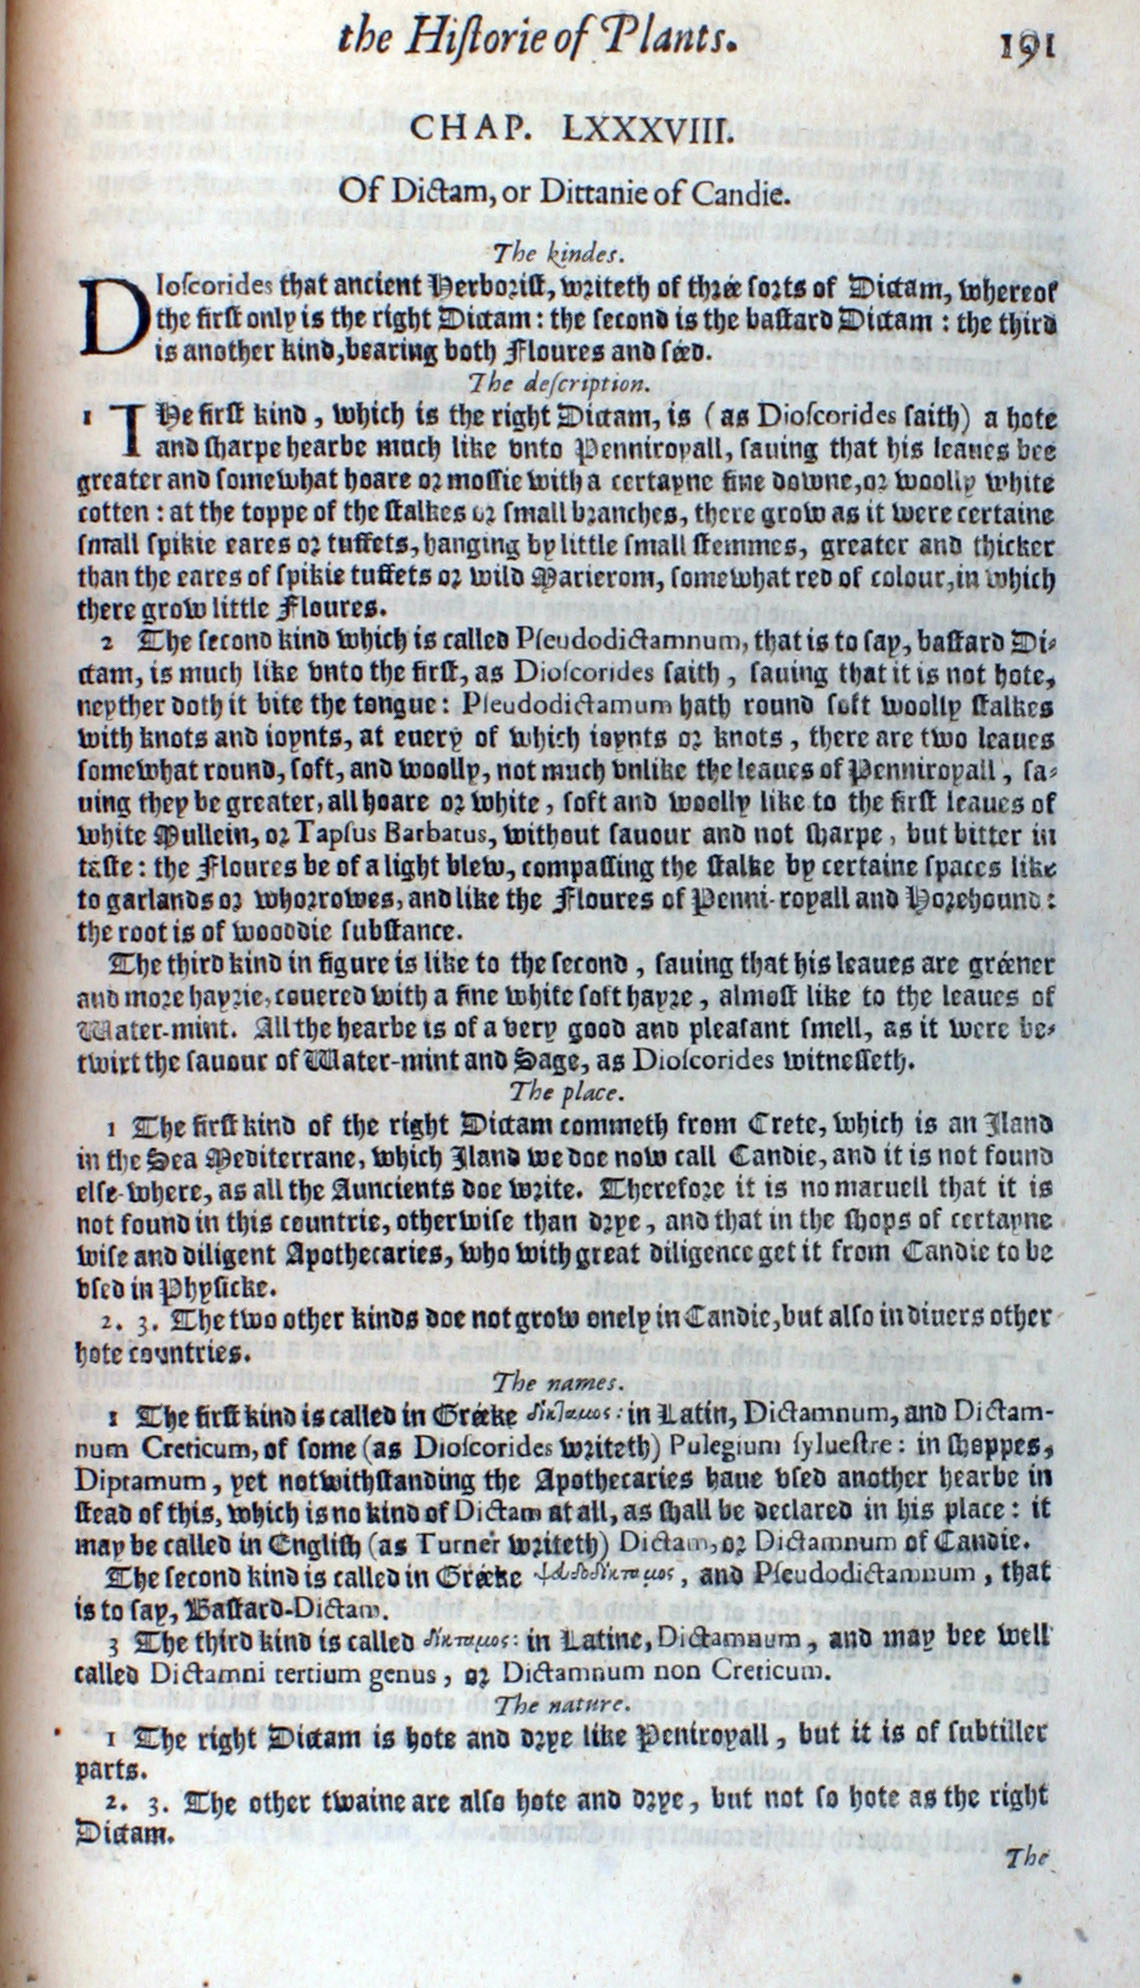 the Hiſtorie of Plants. 191
CHAP. LXXXVIII.
Of Dictam, or Dittanie of Candie.
The kindes.
DIoſcorides that ancient Herboriſt, writeth of thrée ſorts of Dictam, whereof
the firſt only is the right Dictam: the ſecond is the baſtard Dictam: the third
is another kind, bearing both Floures and ſéed.
The deſcription.
1 THe firſt kind, which is the right Dictam, is (as Dioſcorides ſaith) a hote
and ſharpe hearbe much like vnto Penniroyall, ſauing that his leaues bee
greater and ſomewhat hoare or moſſie with a certayne fine downe, or woolly white
cotten: at the toppe of the ſtalkes or ſmall branches, there grow as it were certaine
ſmall ſpikie eares or tuffets, hanging by little ſmall ſtemmes, greater and thicker
than the eares of ſpikie tuffets or wild Marierom, ſomewhat red of colour, in which
there grow little Floures.
2 The ſecond kind which is called Pſeudodictamnum, that is to ſay, baſtard Di-
ctam, is much like vnto the firſt, as Dioſcorides ſaith, ſauing that it is not hote,
neyther doth it bite the tongue: Pſeudodictamum hath round ſoft woolly ſtalkes
with knots and ioynts, at euery of which ioynts or knots, there are two leaues
ſomewhat round, ſoft, and woolly, not much vnlike the leaues of Penniroyall, ſa-
uing they be greater, all hoare or white, ſoft and woolly like to the firſt leaues of
white Mullein, or Tapſus Barbatus, without ſauour and not ſharpe, but bitter in
taſte: the Floures be of a light blew, compaſſing the ſtalke by certaine ſpaces like
to garlands or whorrowes, and like the Floures of Penni-royall and Horehound:
the root is of wooddie ſubſtance.
The third kind in figure is like to the ſecond, ſauing that his leaues are gréener
and more hayrie, couered with a fine white ſoft hayre, almoſt like to the leaues of
Water-mint. All the hearbe is of a very good and pleaſant ſmell, as it were be-
twixt the ſauour of Water-mint and Sage, as Dioſcorides witneſſeth.
The place.
1 The firſt kind of the right Dictam commeth from Crete, which is an Iland
in the Sea Mediterrane, which Iland we doe now call Candie, and it is not found
elſe-where, as all the Auncients doe write. Therefore it is no maruell that it is
not found in this countrie, otherwiſe than drye, and that in the ſhops of certayne
wiſe and diligent Apothecaries, who with great diligence get it from Candie to be
vſed in Phyſicke.
2. 3. The two other kinds doe not grow onely in Candie, but alſo in diuers other
hote countries.
The names.
1 The firſt kind is called in Gréeke δίκταμος: in Latin, Dictamnum, and Dictam-
num Creticum, of ſome (as Dioſcorides writeth) Pulegium ſylueſtre: in ſhoppes,
Diptamum, yet notwithſtanding the Apothecaries haue vſed another hearbe in
ſtead of this, which is no kind of Dictam at all, as ſhall be declared in his place: it
may be called in Engliſh (as Turner writeth) Dictam, or Dictamnum of Candie.
The ſecond kind is called in Gréeke ψευδοδίκταμος, and Pſeudodictamnum, that
is to ſay, Baſtard-Dictam.
3 The third kind is called δίκταμος: in Latine, Dictamnum, and may bee well
called Dictamni tertium genus, or Dictamnum non Creticum.
The nature.
1 The right Dictam is hote and drye like Peniroyall, but it is of ſubtiller
parts.
2. 3. The other twaine are alſo hote and drye, but not ſo hote as the right
Dictam.
The